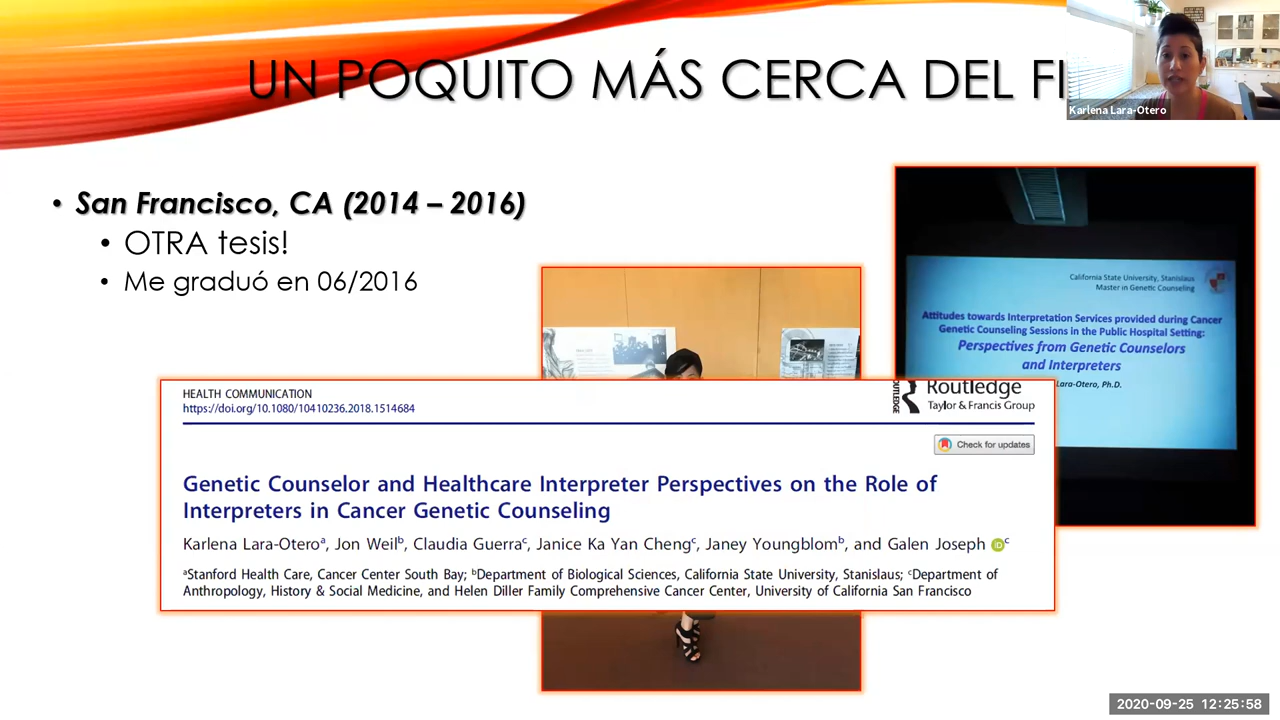 UN POQUITO MÁS CERCA DEL FI
Karlena Lara-Otero
• San Francisco, CA (2014 – 2016)
• OTRA tesis!
• Me graduó en 06/2016
California State University, Stanislaus
Master in Genetic Counseling
Attitudes towards Interpretation Services provided during Cancer
Genetic Counseling Sessions in the Public Hospital Setting:
Perspectives from Genetic Counselors
and Interpreters
Lara-Otero, Ph.D.
HEALTH COMMUNICATION
https://doi.org/10.1080/10410236.2018.1514684
ROUTLEDGE
Routledge
Taylor & Francis Group
Check for updates
Genetic Counselor and Healthcare Interpreter Perspectives on the Role of
Interpreters in Cancer Genetic Counseling
Karlena Lara-Oteroᵃ, Jon Weilᵇ, Claudia Guerraᶜ, Janice Ka Yan Chengᶜ, Janey Youngblomᵇ, and Galen Joseph iD ᶜ
ᵃStanford Health Care, Cancer Center South Bay; ᵇDepartment of Biological Sciences, California State University, Stanislaus; ᶜDepartment of
Anthropology, History & Social Medicine, and Helen Diller Family Comprehensive Cancer Center, University of California San Francisco
2020-09-25 12:25:58